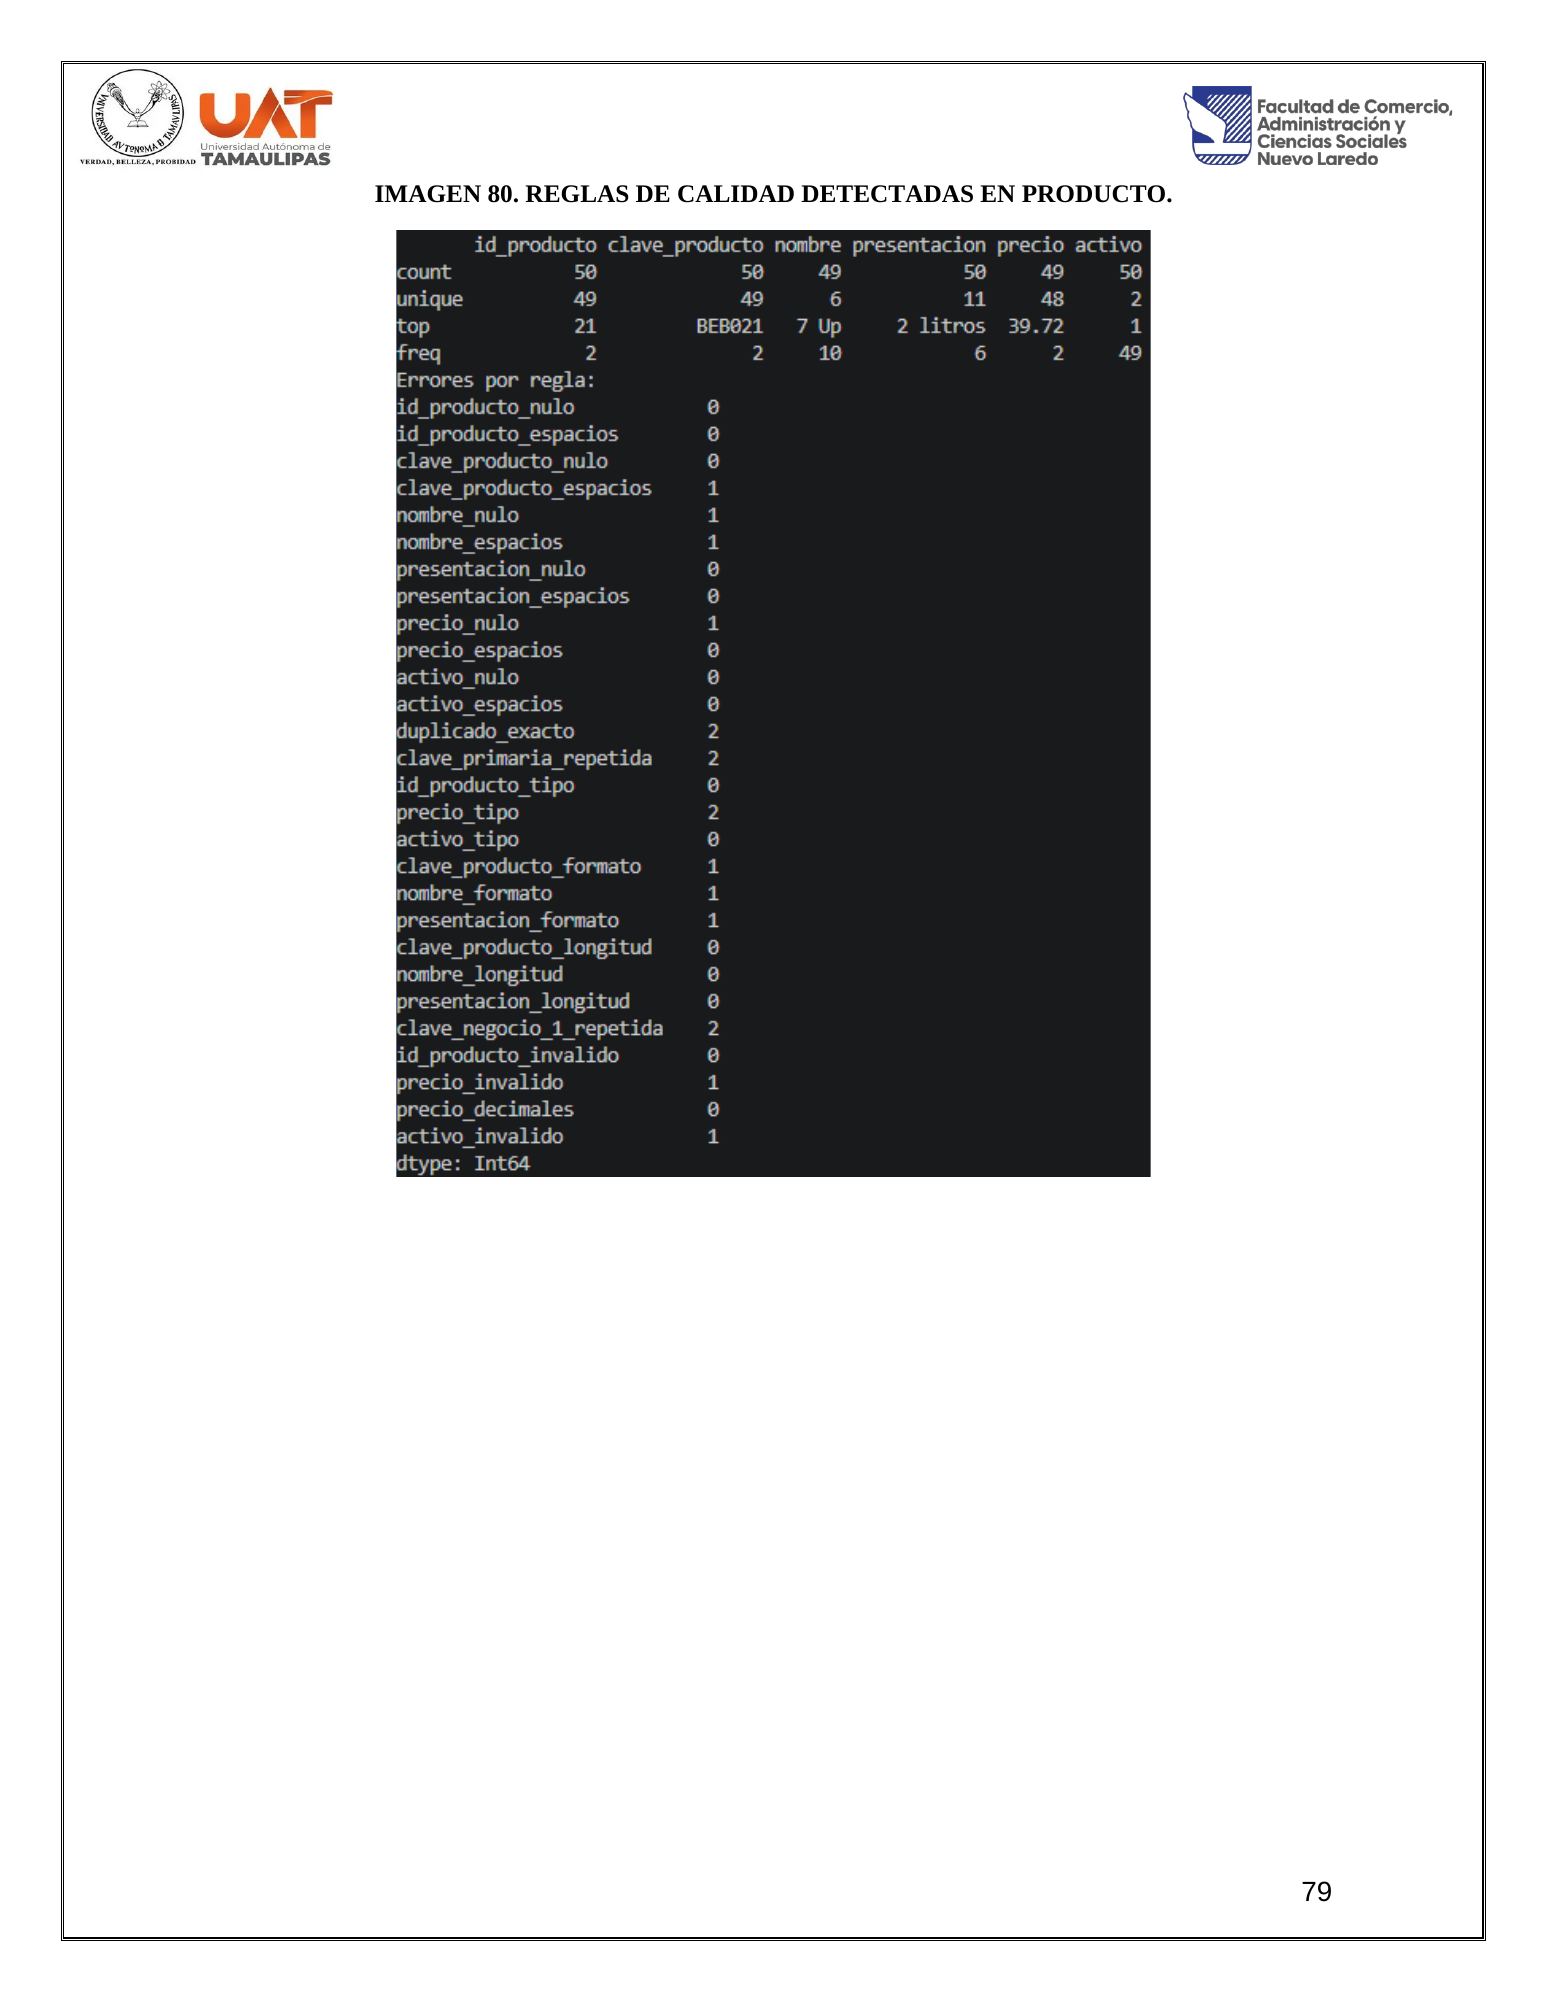 VNIVERSIDAD AVTONOMA D TAMAVLIPAS
VERDAD, BELLEZA, PROBIDAD
UAT
Universidad Autónoma de
TAMAULIPAS
Facultad de Comercio,
Administración y
Ciencias Sociales
Nuevo Laredo
IMAGEN 80. REGLAS DE CALIDAD DETECTADAS EN PRODUCTO.
id_producto clave_producto nombre presentacion precio activo
count 50 50 49 50 49 50
unique 49 49 6 11 48 2
top 21 BEB021 7 Up 2 litros 39.72 1
freq 2 2 10 6 2 49
Errores por regla:
id_producto_nulo 0
id_producto_espacios 0
clave_producto_nulo 0
clave_producto_espacios 1
nombre_nulo 1
nombre_espacios 1
presentacion_nulo 0
presentacion_espacios 0
precio_nulo 1
precio_espacios 0
activo_nulo 0
activo_espacios 0
duplicado_exacto 2
clave_primaria_repetida 2
id_producto_tipo 0
precio_tipo 2
activo_tipo 0
clave_producto_formato 1
nombre_formato 1
presentacion_formato 1
clave_producto_longitud 0
nombre_longitud 0
presentacion_longitud 0
clave_negocio_1_repetida 2
id_producto_invalido 0
precio_invalido 1
precio_decimales 0
activo_invalido 1
dtype: Int64
79